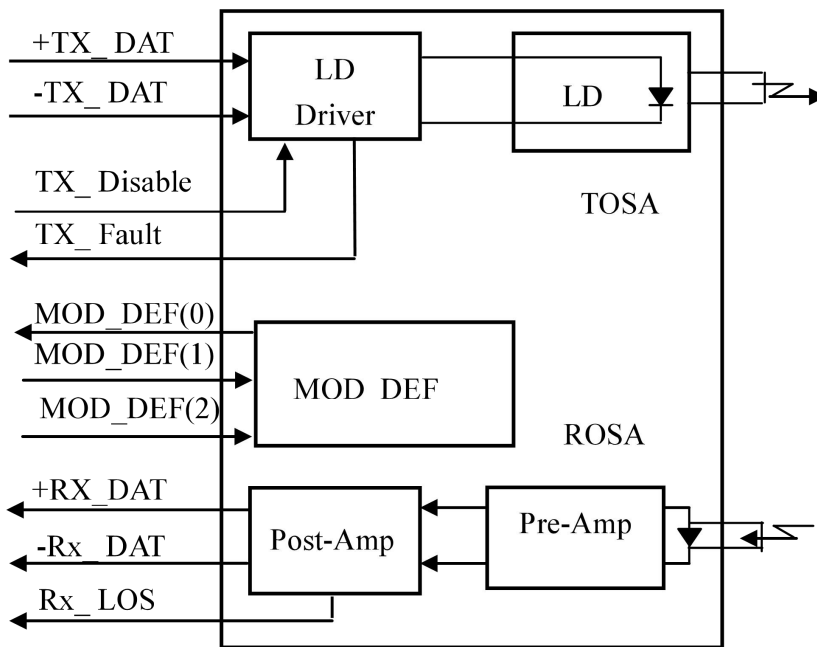 +TX_ DAT
-TX_ DAT
LD
Driver
LD
TX_ Disable
TX_ Fault
TOSA
MOD_DEF(0)
MOD_DEF(1)
MOD_DEF(2)
MOD DEF
ROSA
+RX_DAT
-Rx_ DAT
Rx_ LOS
Post-Amp
Pre-Amp